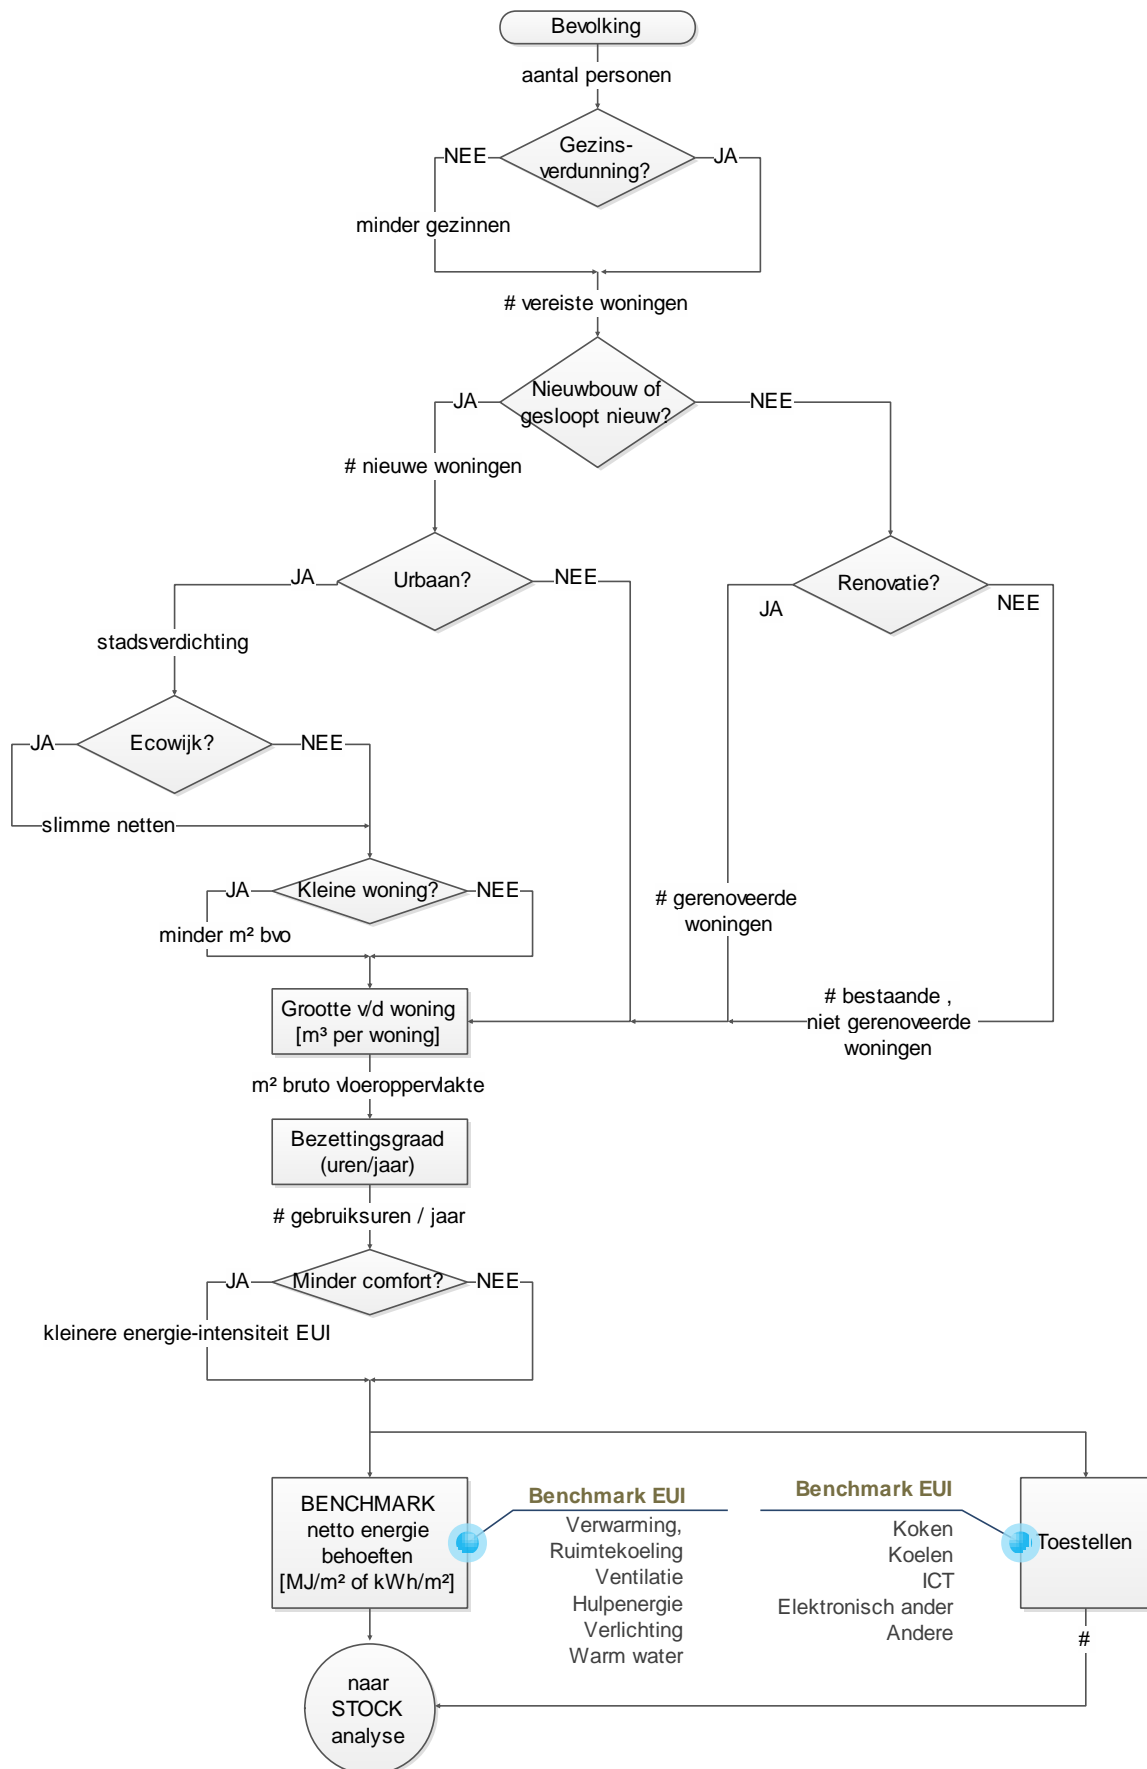 Bevolking
aantal personen
Gezins-
verdunning?
NEE
JA
minder gezinnen
# vereiste woningen
Nieuwbouw of
gesloopt nieuw?
JA
NEE
# nieuwe woningen
Urbaan?
JA
NEE
Renovatie?
JA
NEE
stadsverdichting
Ecowijk?
JA
NEE
slimme netten
Kleine woning?
JA
NEE
minder m² bvo
# gerenoveerde
woningen
# bestaande ,
niet gerenoveerde
woningen
Grootte v/d woning
[m³ per woning]
m² bruto vloeroppervlakte
Bezettingsgraad
(uren/jaar)
# gebruiksuren / jaar
Minder comfort?
JA
NEE
kleinere energie-intensiteit EUI
BENCHMARK
netto energie
behoeften
[MJ/m² of kWh/m²]
Benchmark EUI
Verwarming,
Ruimtekoeling
Ventilatie
Hulpenergie
Verlichting
Warm water
Benchmark EUI
Koken
Koelen
ICT
Elektronisch ander
Andere
Toestellen
#
naar
STOCK
analyse